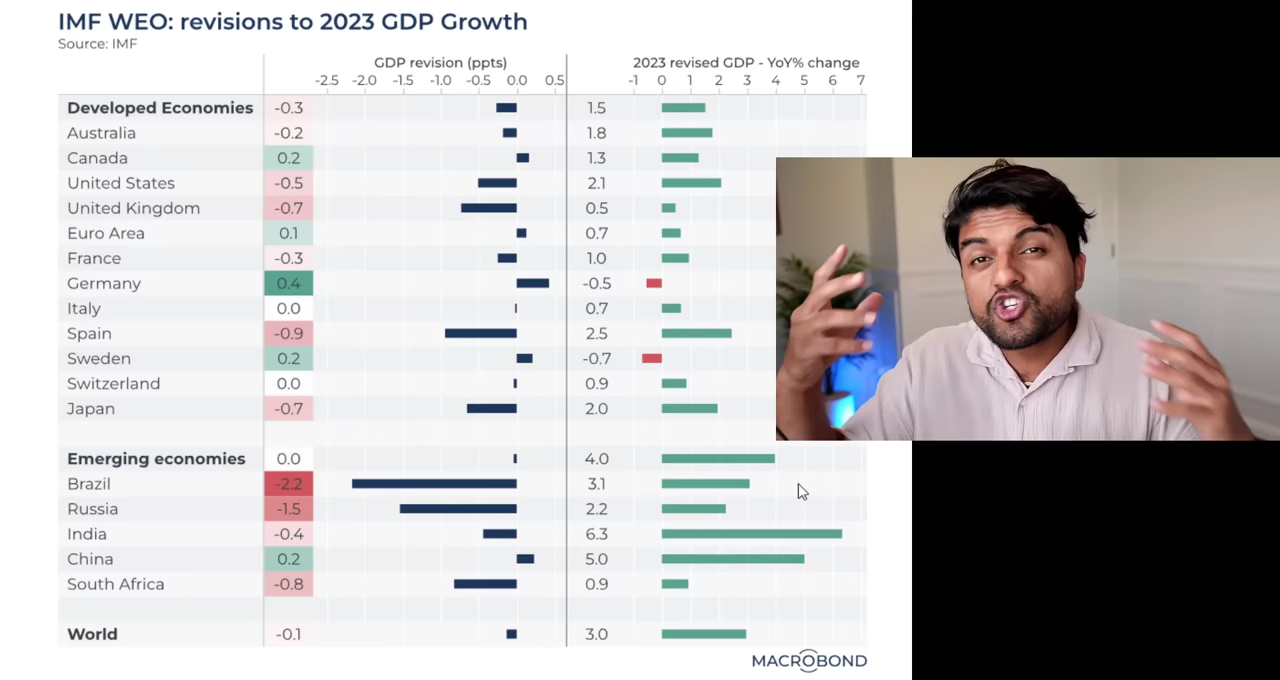 IMF WEO: revisions to 2023 GDP Growth
Source: IMF
GDP revision (ppts) 2023 revised GDP - YoY% change
-2.5 -2.0 -1.5 -1.0 -0.5 0.0 0.5 -1 0 1 2 3 4 5 6 7
Developed Economies -0.3 1.5
Australia -0.2 1.8
Canada 0.2 1.3
United States -0.5 2.1
United Kingdom -0.7 0.5
Euro Area 0.1 0.7
France -0.3 1.0
Germany 0.4 -0.5
Italy 0.0 0.7
Spain -0.9 2.5
Sweden 0.2 -0.7
Switzerland 0.0 0.9
Japan -0.7 2.0
Emerging economies 0.0 4.0
Brazil -2.2 3.1
Russia -1.5 2.2
India -0.4 6.3
China 0.2 5.0
South Africa -0.8 0.9
World -0.1 3.0
MACROBOND